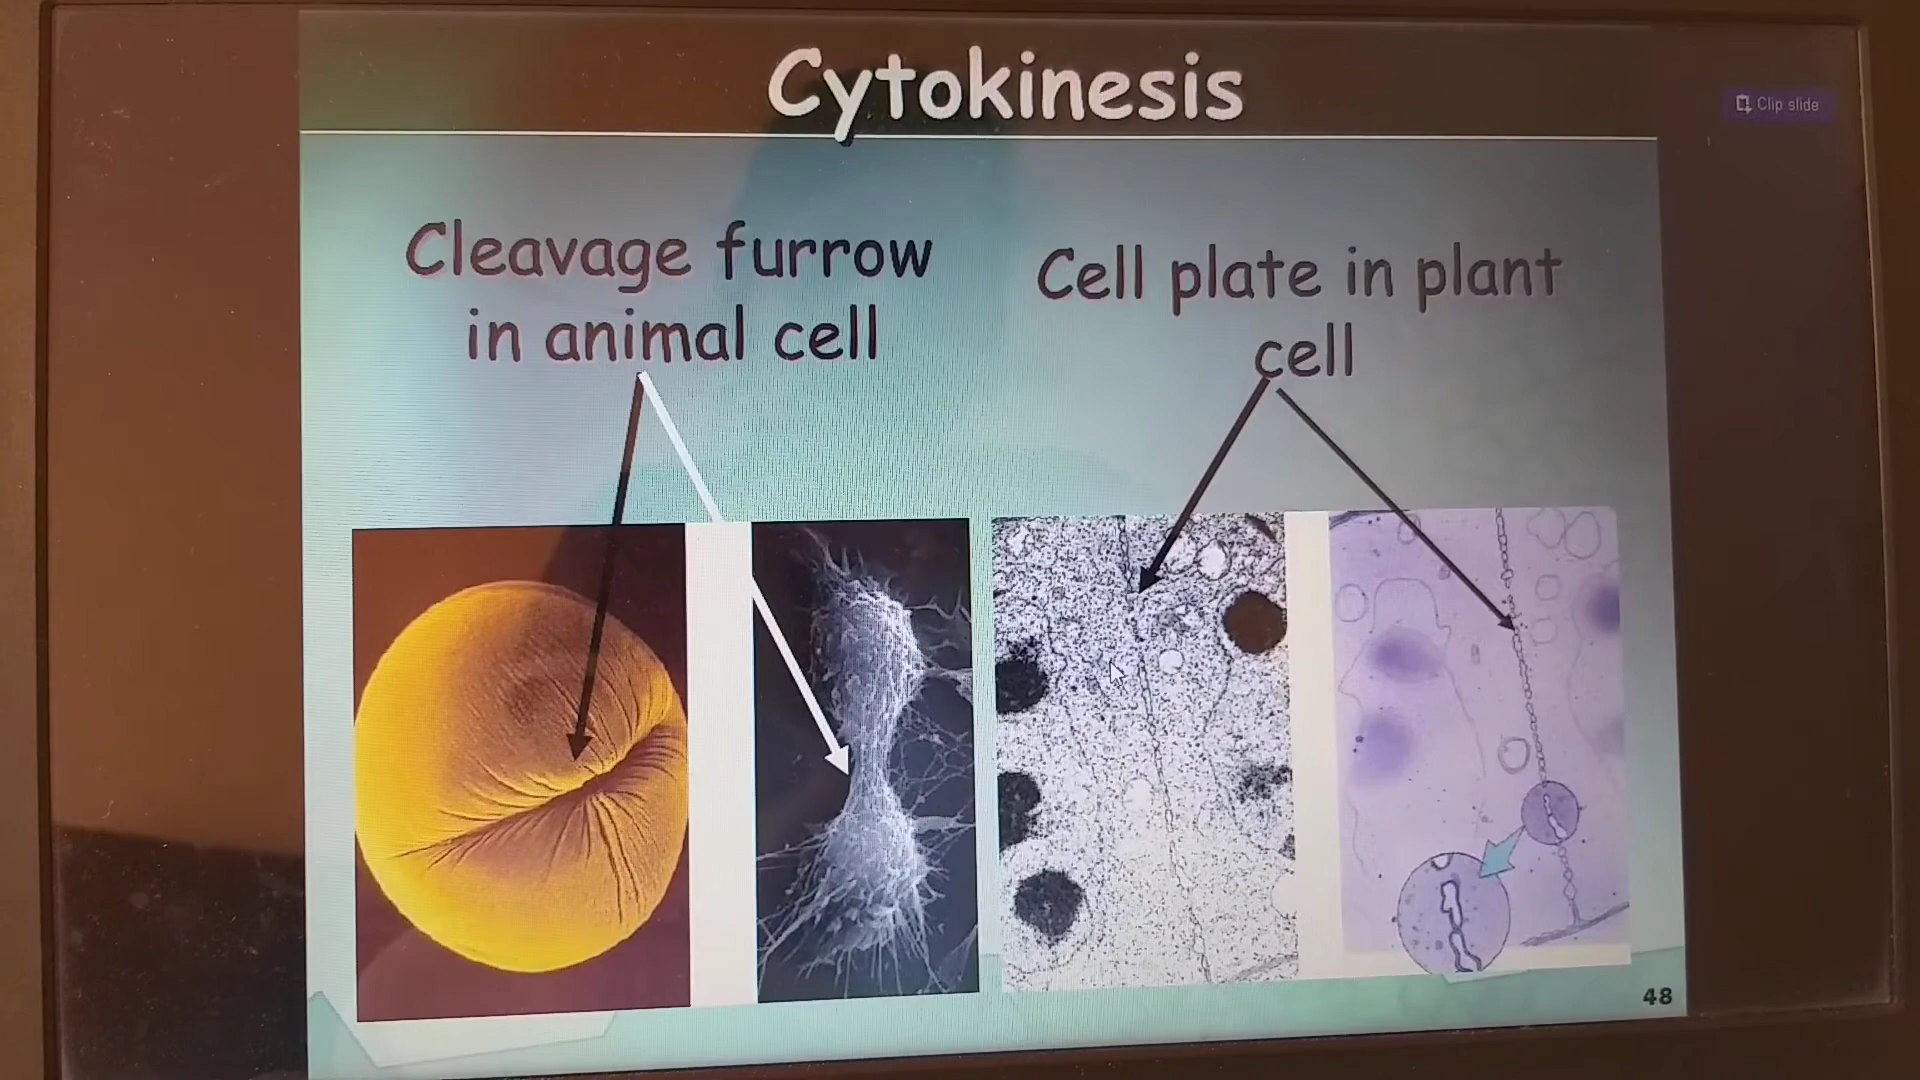 Cytokinesis
Clip slide
Cleavage furrow
in animal cell
Cell plate in plant
cell
48